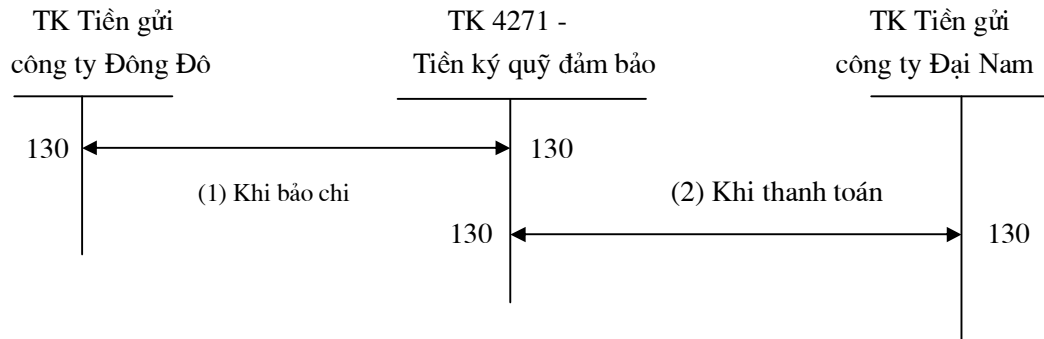 TK Tiền gửi
công ty Đông Đô
TK 4271 -
Tiền ký quỹ đảm bảo
TK Tiền gửi
công ty Đại Nam
130
130
(1) Khi bảo chi
(2) Khi thanh toán
130
130